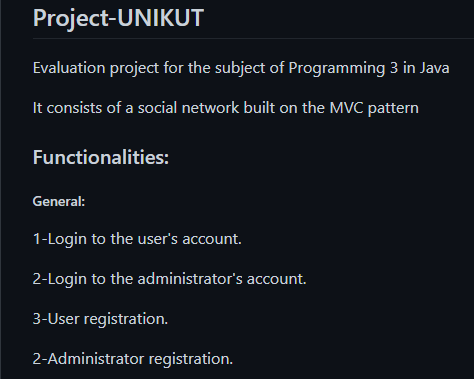 Project-UNIKUT
Evaluation project for the subject of Programming 3 in Java
It consists of a social network built on the MVC pattern
Functionalities:
General:
1-Login to the user's account.
2-Login to the administrator's account.
3-User registration.
2-Administrator registration.